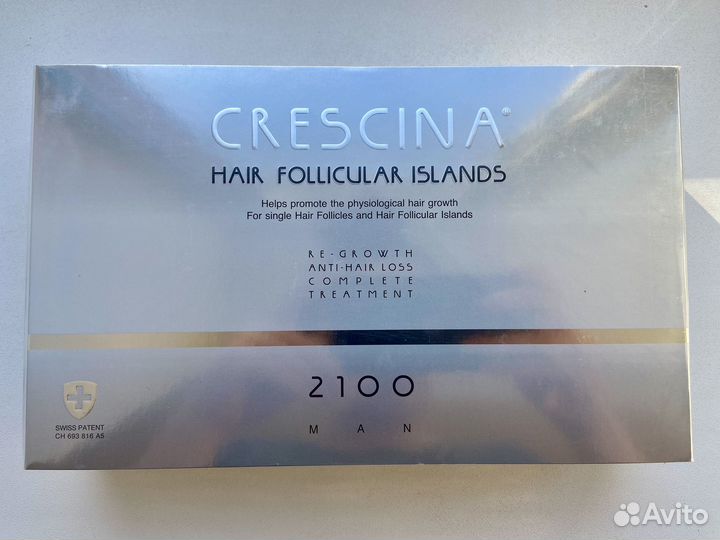 CRESCINA®
HAIR FOLLICULAR ISLANDS
Helps promote the physiological hair growth
For single Hair Follicles and Hair Follicular Islands
RE-GROWTH
ANTI-HAIR LOSS
COMPLETE
TREATMENT
2100
MAN
SWISS PATENT
CH 693 816 A5
Avito